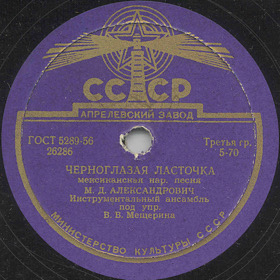 СССР
АПРЕЛЕВСКИЙ ЗАВОД
ГОСТ 5289-56
26286
Третья гр.
5-70
ЧЕРНОГЛАЗАЯ ЛАСТОЧКА
мексиканская нар. песня
М. Д. АЛЕКСАНДРОВИЧ
Инструментальный ансамбль
под упр.
В. В. Мещерина
МИНИСТЕРСТВО КУЛЬТУРЫ СССР